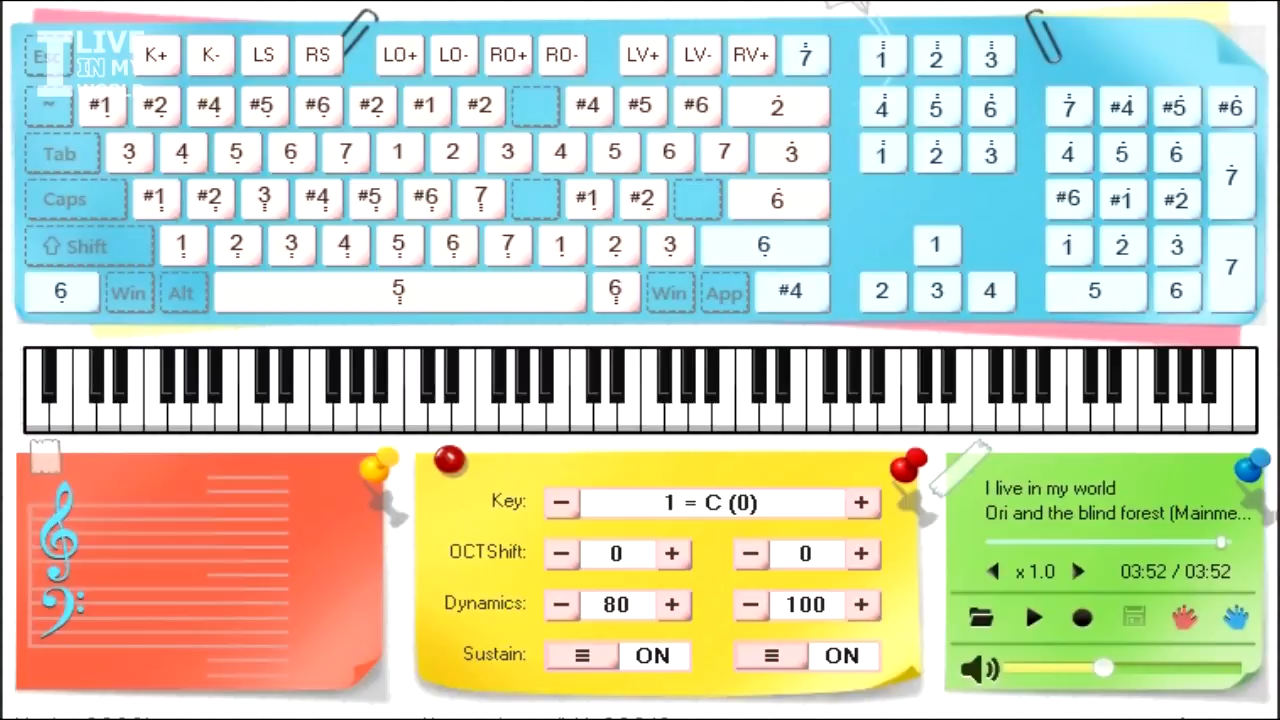 Esc K+ K- LS RS LO+ LO- RO+ RO- LV+ LV- RV+ 7 1 2 3
I LIVE IN MY WORLD
~ #1 #2 #4 #5 #6 #2 #1 #2 #4 #5 #6 2 4 5 6 7 #4 #5 #6
Tab 3 4 5 6 7 1 2 3 4 5 6 7 3 1 2 3 4 5 6 7
Caps #1 #2 3 #4 #5 #6 7 #1 #2 6 #6 #1 #2
Shift 1 2 3 4 5 6 7 1 2 3 6 1 1 2 3 7
6 Win Alt 5 6 Win App #4 2 3 4 5 6
Key: − 1 = C (0) +
OCTShift: − 0 + − 0 +
Dynamics: − 80 + − 100 +
Sustain: ≡ ON ≡ ON
I live in my world
Ori and the blind forest (Mainme...
x 1.0 03:52 / 03:52